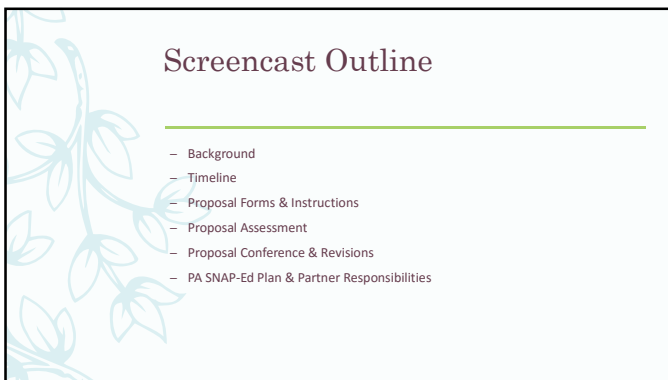 Screencast Outline
– Background
– Timeline
– Proposal Forms & Instructions
– Proposal Assessment
– Proposal Conference & Revisions
– PA SNAP-Ed Plan & Partner Responsibilities